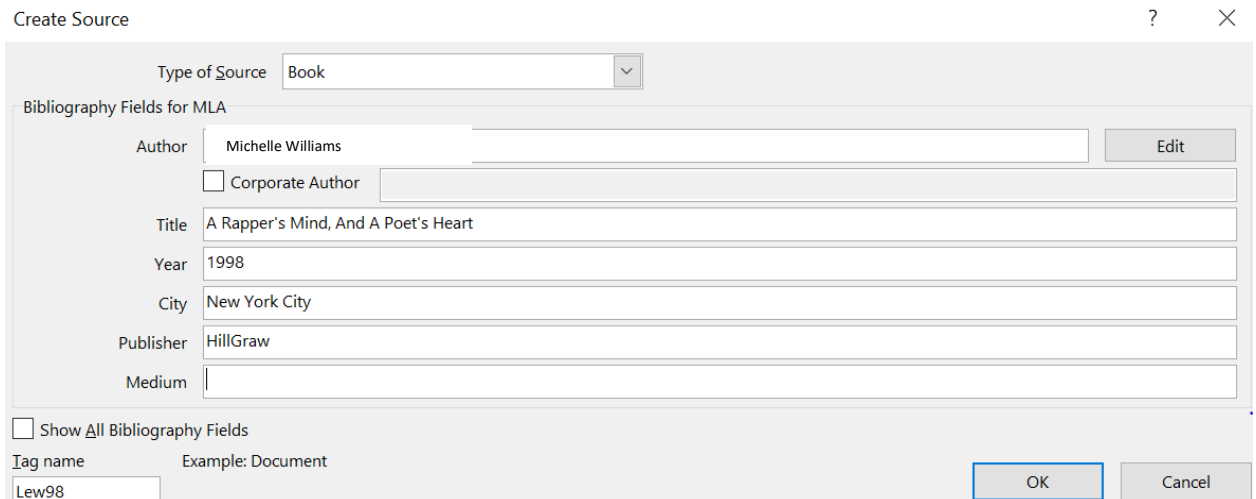 Create Source ?
Type of Source Book
Bibliography Fields for MLA
Author Michelle Williams Edit
Corporate Author
Title A Rapper's Mind, And A Poet's Heart
Year 1998
City New York City
Publisher HillGraw
Medium
Show All Bibliography Fields
Tag name Example: Document
Lew98 OK Cancel